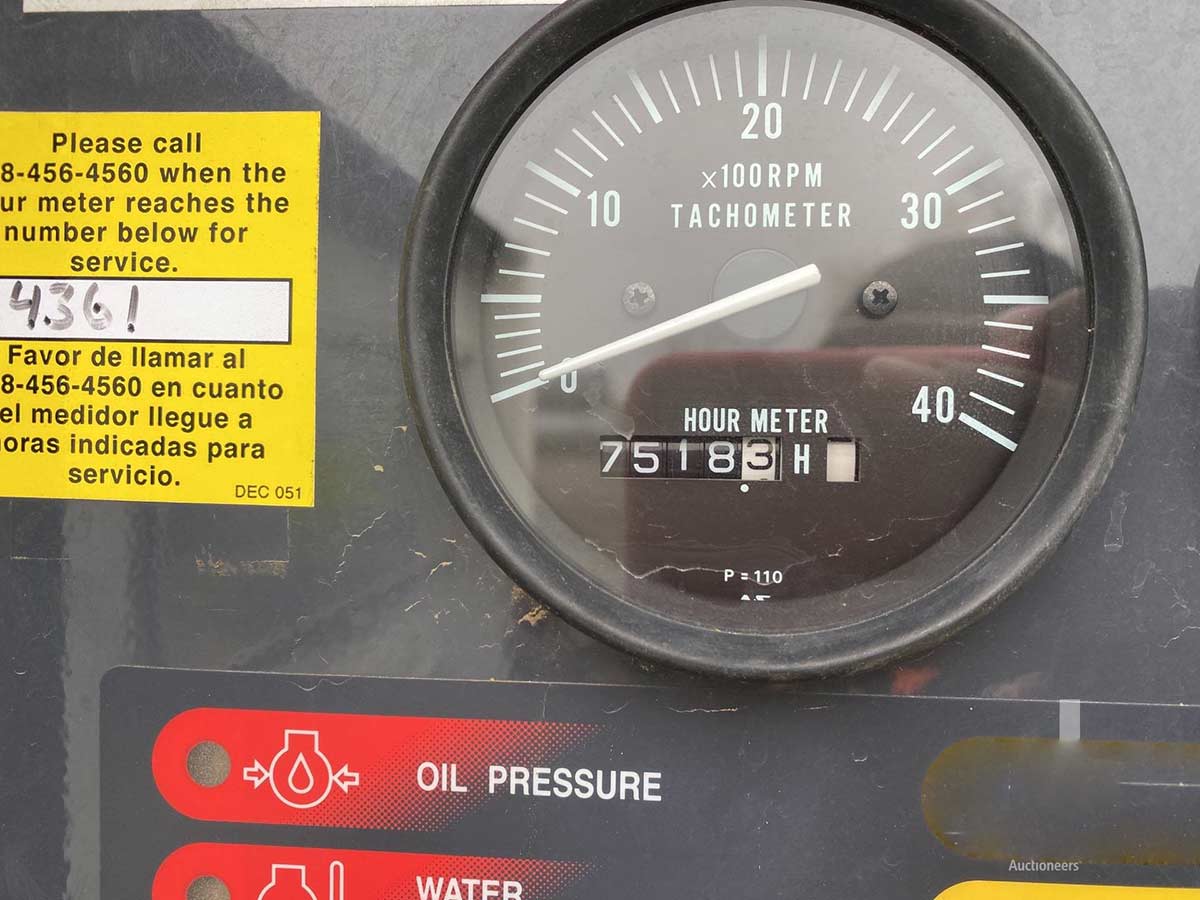 Please call
8-456-4560 when the
ur meter reaches the
number below for
service.
4361
Favor de llamar al
8-456-4560 en cuanto
el medidor llegue a
horas indicadas para
servicio.
DEC 051
0
10
20
30
40
x100RPM
TACHOMETER
HOUR METER
75183 H
P = 110
OIL PRESSURE
WATER
Auctioneers